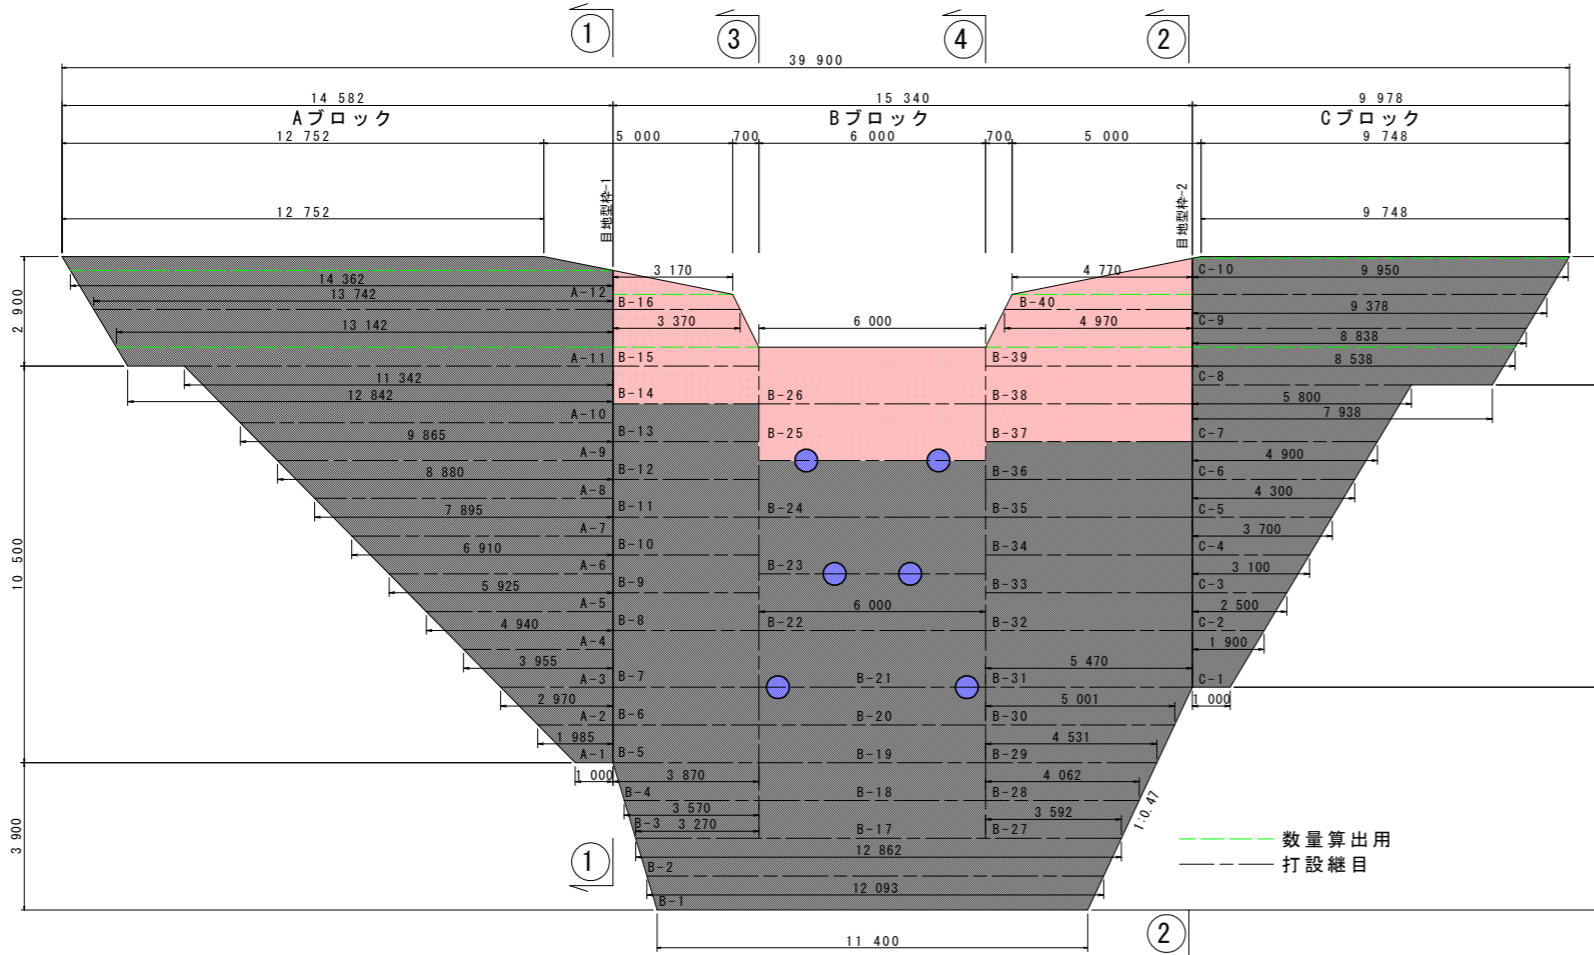 ① ③ ④ ②
39 900
14 582 15 340 9 978
Aブロック Bブロック Cブロック
12 752 5 000 700 6 000 700 5 000 9 748
目地型枠-1
目地型枠-2
12 752 9 748
3 170 4 770 C-10 9 950
14 362 A-12 B-16 B-40
13 742 9 378
2 900
3 370 6 000 4 970 C-9
13 142 8 838
A-11 B-15 B-39 8 538
11 342 B-14 B-26 B-38 C-8 5 800
12 842 7 938
A-10 B-13 B-25 B-37 C-7
9 865 4 900
A-9 B-12 B-36 C-6
8 880 4 300
A-8 B-11 B-24 B-35 C-5
7 895 3 700
A-7 B-10 B-34 C-4
6 910 3 100
10 500
A-6 B-9 B-23 B-33 C-3
5 925 6 000 2 500
A-5 B-8 B-22 B-32 C-2
4 940 1 900
A-4
3 955 5 470
A-3 B-7 B-21 B-31 C-1
2 970 5 001 1 000
A-2 B-6 B-20 B-30
1 985 4 531
A-1 B-5 B-19 B-29
1 000 3 870 4 062
B-4 B-18 B-28
3 570 3 592
1:0.47
B-3 3 270 B-17 B-27
3 900
数量算出用
12 862
打設継目
① B-2
12 093
B-1
②
11 400